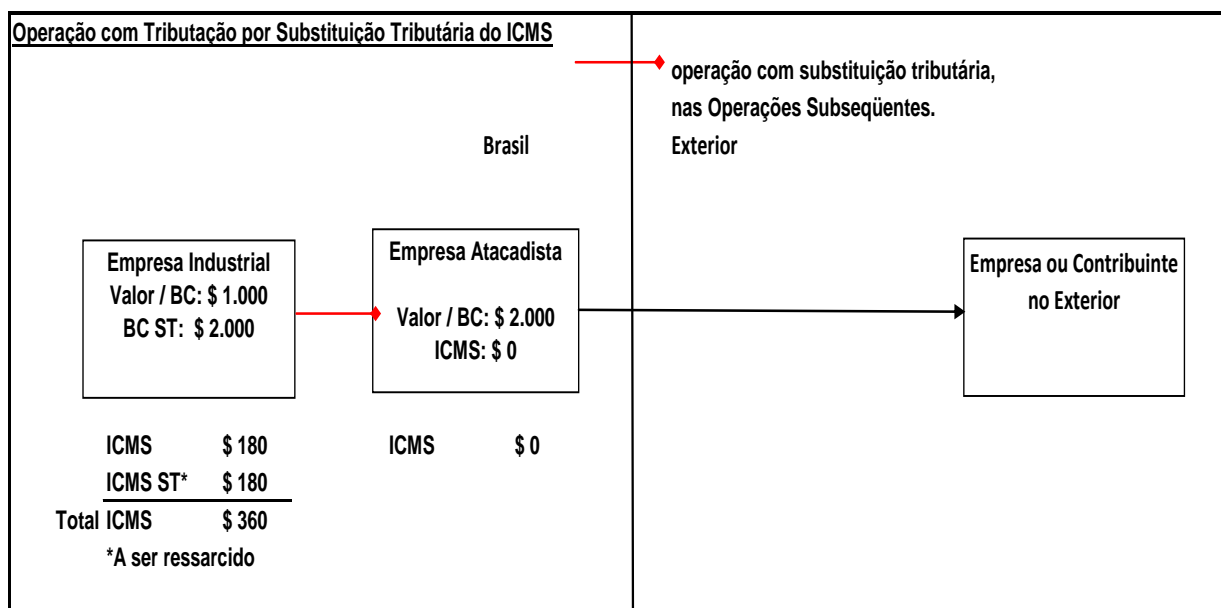 Operação com Tributação por Substituição Tributária do ICMS
operação com substituição tributária,
nas Operações Subseqüentes.
Brasil
Exterior
Empresa Industrial
Valor / BC: $ 1.000
BC ST: $ 2.000
Empresa Atacadista
Valor / BC: $ 2.000
ICMS: $ 0
Empresa ou Contribuinte
no Exterior
ICMS $ 180
ICMS $ 0
ICMS ST* $ 180
Total ICMS $ 360
*A ser ressarcido